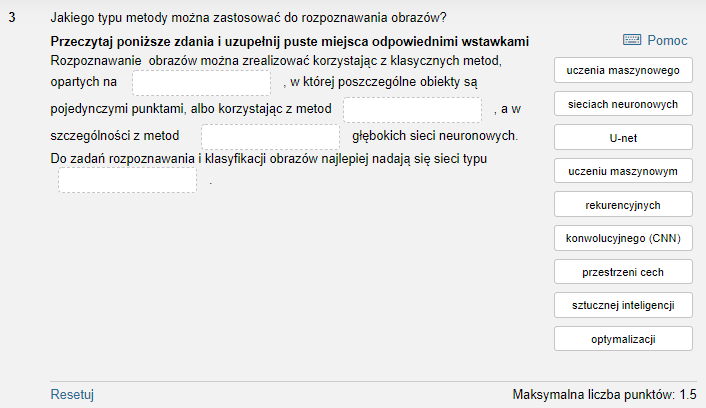 3 Jakiego typu metody można zastosować do rozpoznawania obrazów?
Przeczytaj poniższe zdania i uzupełnij puste miejsca odpowiednimi wstawkami
Rozpoznawanie obrazów można zrealizować korzystając z klasycznych metod,
opartych na , w której poszczególne obiekty są
pojedynczymi punktami, albo korzystając z metod , a w
szczególności z metod głębokich sieci neuronowych.
Do zadań rozpoznawania i klasyfikacji obrazów najlepiej nadają się sieci typu
.
Pomoc
uczenia maszynowego
sieciach neuronowych
U-net
uczeniu maszynowym
rekurencyjnych
konwolucyjnego (CNN)
przestrzeni cech
sztucznej inteligencji
optymalizacji
Resetuj
Maksymalna liczba punktów: 1.5